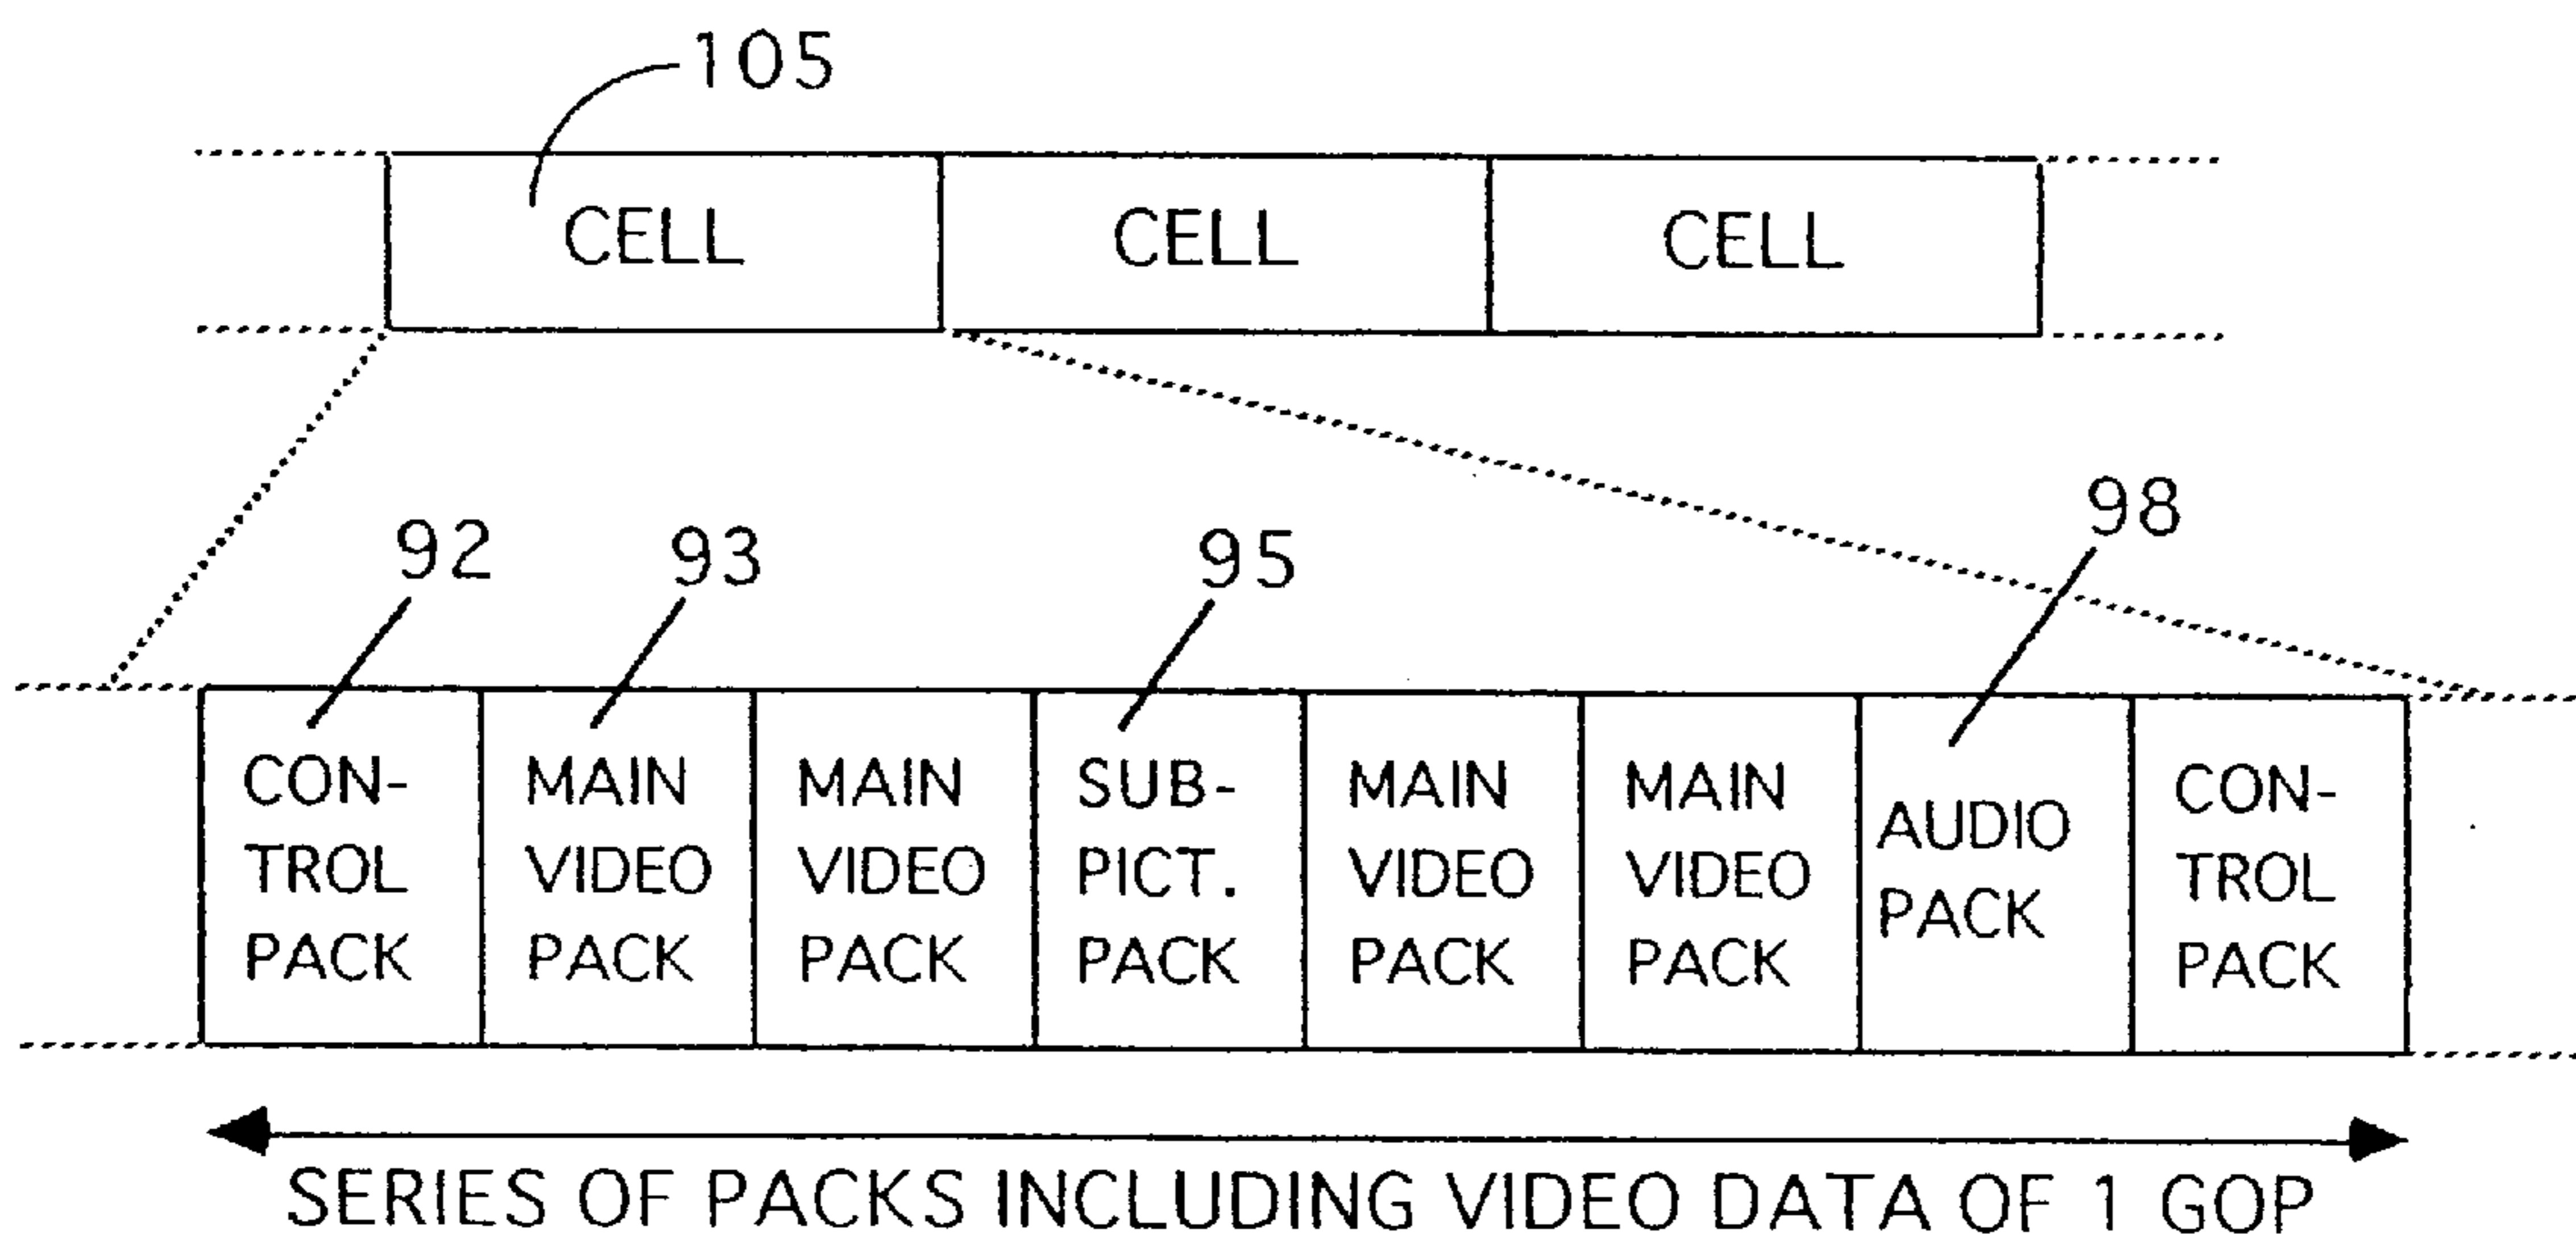 105
CELL
CELL
CELL
92
93
95
98
CON-
TROL
PACK
MAIN
VIDEO
PACK
MAIN
VIDEO
PACK
SUB-
PICT.
PACK
MAIN
VIDEO
PACK
MAIN
VIDEO
PACK
AUDIO
PACK
CON-
TROL
PACK
SERIES OF PACKS INCLUDING VIDEO DATA OF 1 GOP